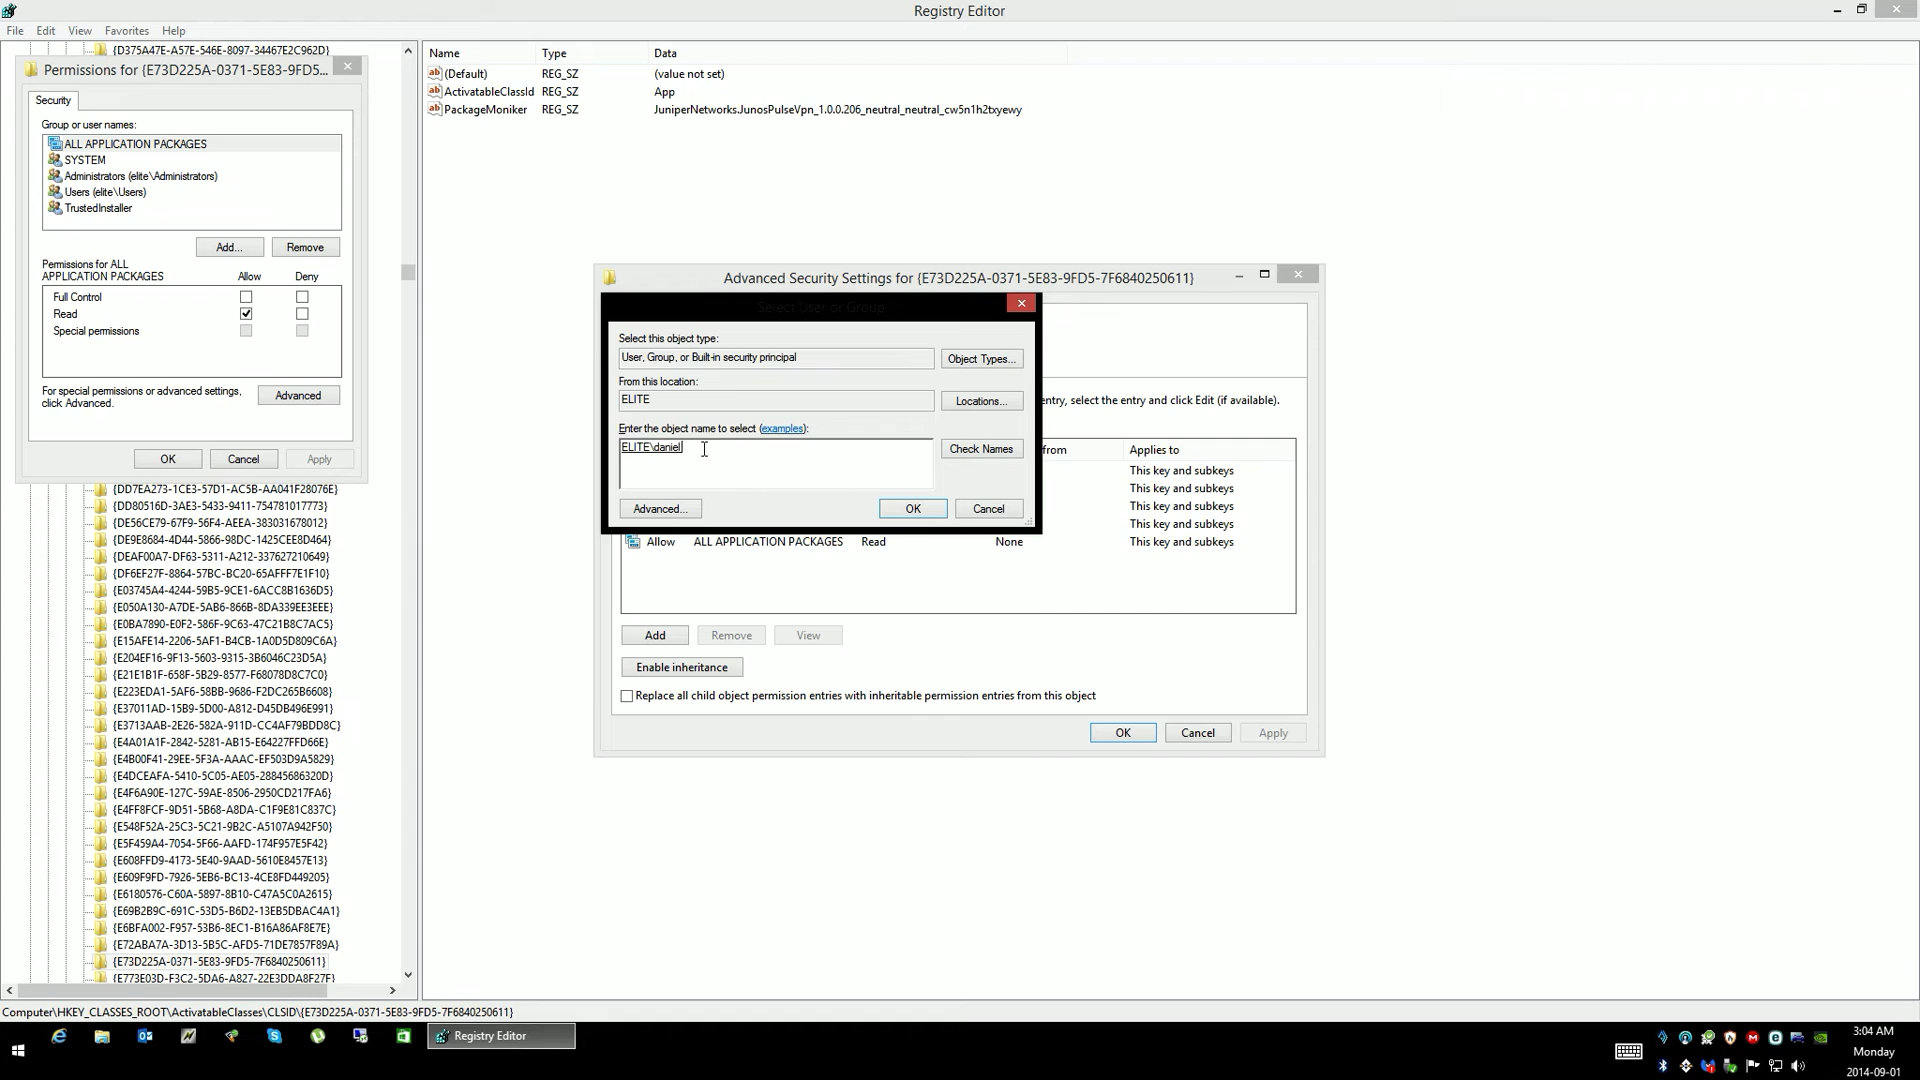 Registry Editor
File Edit View Favorites Help
{D375A47E-A57E-546E-8097-34467E2C962D}
Permissions for {E73D225A-0371-5E83-9FD5...
Security
Group or user names:
ALL APPLICATION PACKAGES
SYSTEM
Administrators (elite\Administrators)
Users (elite\Users)
TrustedInstaller
Add... Remove
Permissions for ALL
APPLICATION PACKAGES Allow Deny
Full Control
Read
Special permissions
For special permissions or advanced settings,
click Advanced.
Advanced
OK Cancel Apply
{DD7EA273-1CE3-57D1-AC5B-AA041F28076E}
{DD80516D-3AE3-5433-9411-754781017773}
{DE56CE79-67F9-56F4-AEEA-383031678012}
{DE9E8684-4D44-5866-98DC-1425CEE8D464}
{DEAF00A7-DF63-5311-A212-337627210649}
{DF6EF27F-8864-57BC-BC20-65AFFF7E1F10}
{E03745A4-4244-59B5-9CE1-6ACC8B1636D5}
{E050A130-A7DE-5AB6-866B-8DA339EE3EEE}
{E0BA7890-E0F2-586F-9C63-47C21B8C7AC5}
{E15AFE14-2206-5AF1-B4CB-1A0D5D809C6A}
{E204EF16-9F13-5603-9315-3B6046C23D5A}
{E21E1B1F-658F-5B29-8577-F68078D8C7C0}
{E223EDA1-5AF6-58BB-9686-F2DC265B6608}
{E37011AD-15B9-5D00-A812-D45DB496E991}
{E3713AAB-2E26-582A-911D-CC4AF79BDD8C}
{E4A01A1F-2842-5281-AB15-E64227FFD66E}
{E4B00F41-29EE-5F3A-AAAC-EF503D9A5829}
{E4DCEAFA-5410-5C05-AE05-28845686320D}
{E4F6A90E-127C-59AE-8506-2950CD217FA6}
{E4FF8FCF-9D51-5B68-A8DA-C1F9E81C837C}
{E548F52A-25C3-5C21-9B2C-A5107A942F50}
{E5F459A4-7054-5F66-AAFD-174F957E5F42}
{E608FFD9-4173-5E40-9AAD-5610E8457E13}
{E609F9FD-7926-5EB6-BC13-4CE8FD449205}
{E6180576-C60A-5897-8B10-C47A5C0A2615}
{E69B2B9C-691C-53D5-B6D2-13EB5DBAC4A1}
{E6BFA002-F957-53B6-8EC1-B16A86AF8E7E}
{E72ABA7A-3D13-5B5C-AFD5-71DE7857F89A}
{E73D225A-0371-5E83-9FD5-7F6840250611}
{E773E03D-F3C2-5DA6-A827-22E3DDA8F27F}
Name Type Data
(Default) REG_SZ (value not set)
ActivatableClassId REG_SZ App
PackageMoniker REG_SZ JuniperNetworks.JunosPulseVpn_1.0.0.206_neutral_neutral_cw5n1h2txyewy
Advanced Security Settings for {E73D225A-0371-5E83-9FD5-7F6840250611}
Select User or Group
Select this object type:
User, Group, or Built-in security principal
Object Types...
From this location:
ELITE
Locations...
Enter the object name to select (examples):
ELITE\daniel
Check Names
Advanced... OK Cancel
entry, select the entry and click Edit (if available).
from Applies to
This key and subkeys
This key and subkeys
This key and subkeys
This key and subkeys
Allow ALL APPLICATION PACKAGES Read None This key and subkeys
Add Remove View
Enable inheritance
Replace all child object permission entries with inheritable permission entries from this object
OK Cancel Apply
Computer\HKEY_CLASSES_ROOT\ActivatableClasses\CLSID\{E73D225A-0371-5E83-9FD5-7F6840250611}
Registry Editor
3:04 AM
Monday
2014-09-01